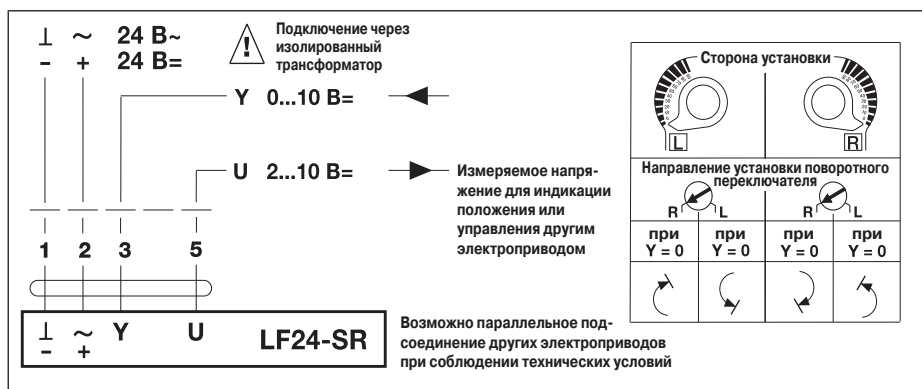 ⊥ ~ 24 В~
- + 24 В=
Подключение через
изолированный
трансформатор
Y 0...10 В=
U 2...10 В=
Измеряемое напря-
жение для индикации
положения или
управления другим
электроприводом
1 2 3 5
⊥ ~ Y U LF24-SR
- +
Возможно параллельное под-
соединение других электроприводов
при соблюдении технических условий
Сторона установки
L R
Направление установки поворотного
переключателя
R L R L
при при при при
Y = 0 Y = 0 Y = 0 Y = 0